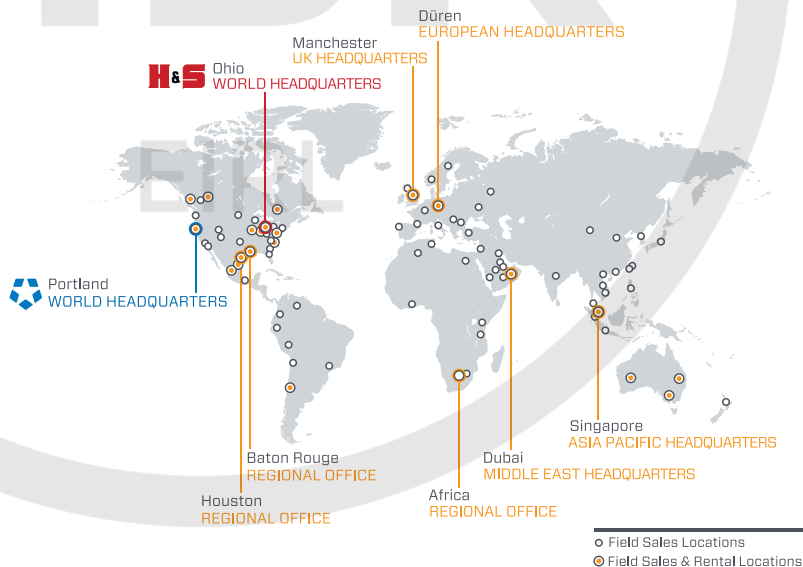 Düren
EUROPEAN HEADQUARTERS
Manchester
UK HEADQUARTERS
H&S
Ohio
WORLD HEADQUARTERS
Portland
WORLD HEADQUARTERS
Baton Rouge
REGIONAL OFFICE
Houston
REGIONAL OFFICE
Singapore
ASIA PACIFIC HEADQUARTERS
Dubai
MIDDLE EAST HEADQUARTERS
Africa
REGIONAL OFFICE
Field Sales Locations
Field Sales & Rental Locations